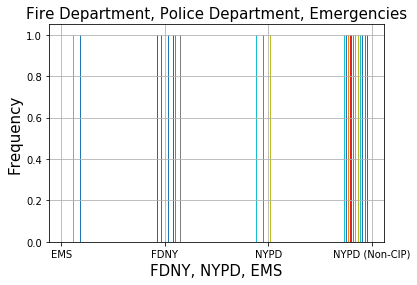 Fire Department, Police Department, Emergencies
1.0
0.8
0.6
0.4
0.2
0.0
Frequency
EMS FDNY NYPD NYPD (Non-CIP)
FDNY, NYPD, EMS